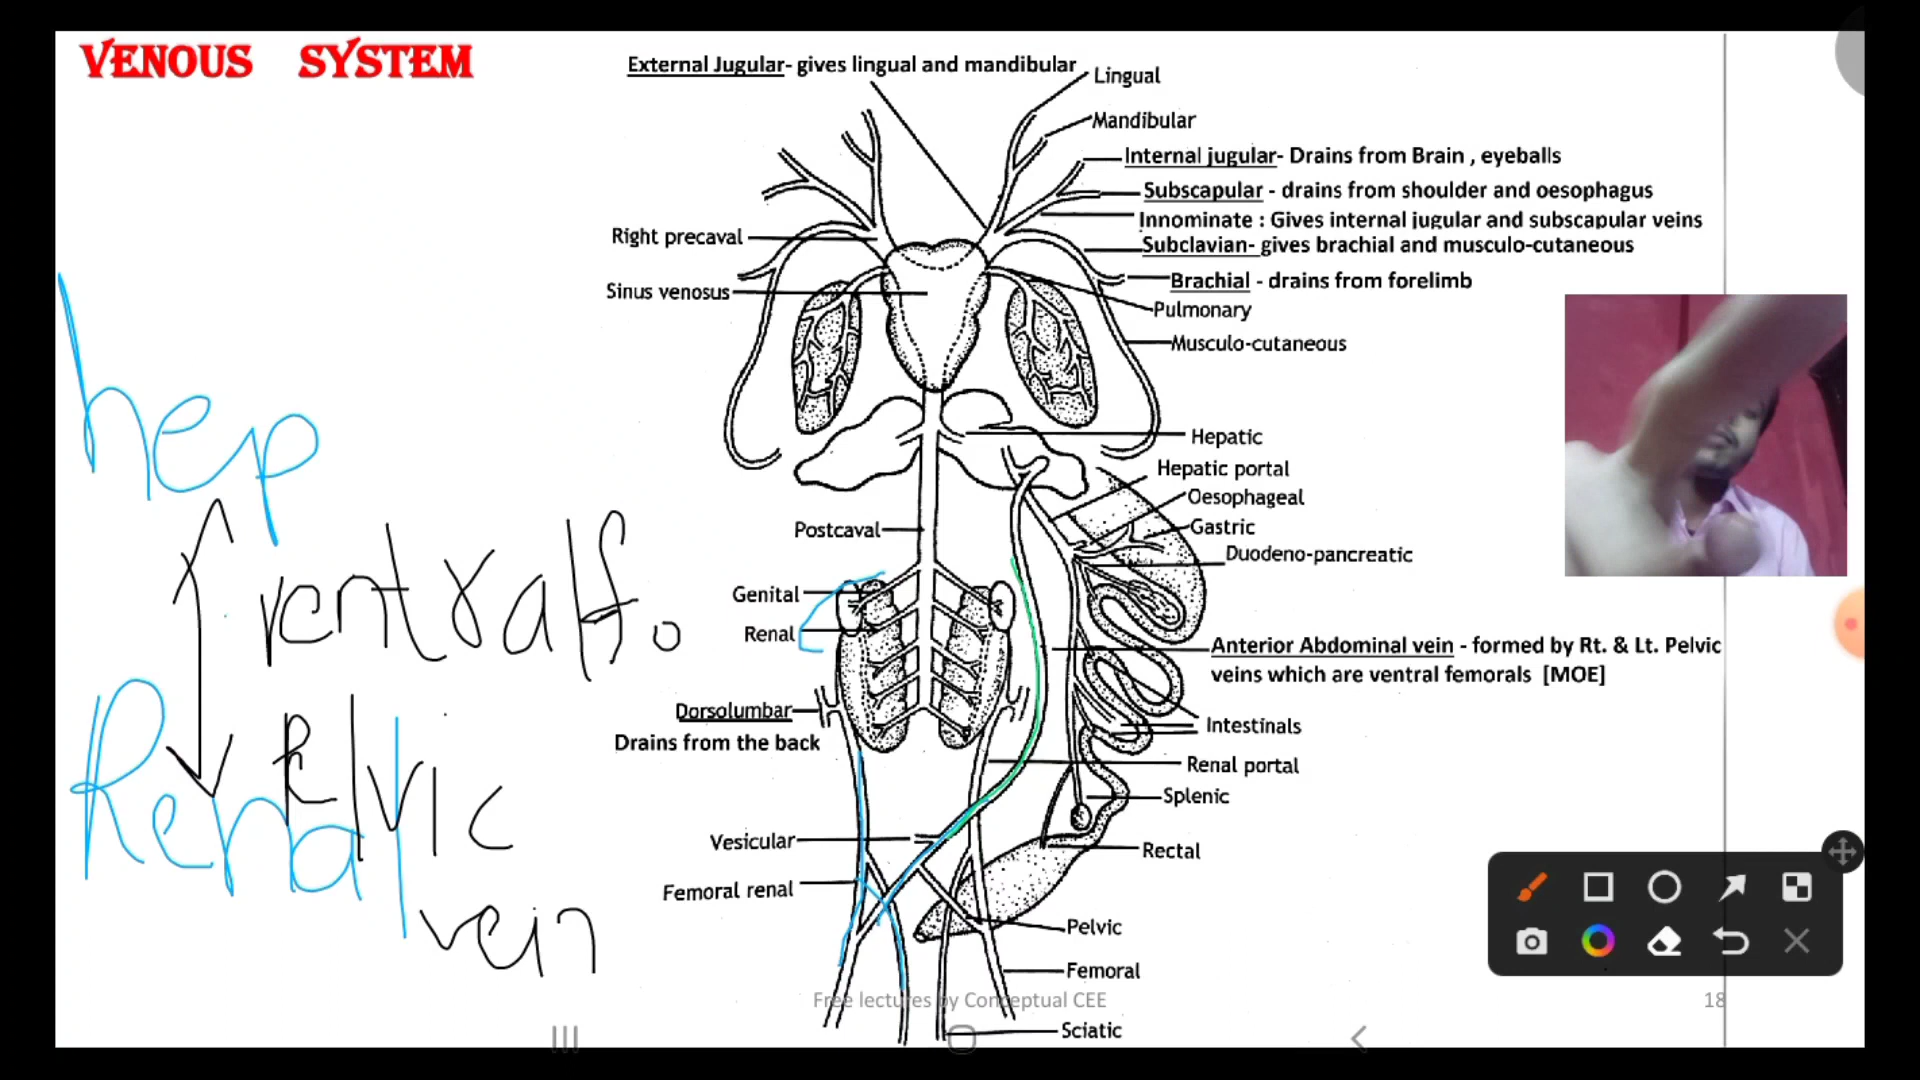 VENOUS SYSTEM
External Jugular- gives lingual and mandibular
Lingual
Mandibular
Internal jugular- Drains from Brain , eyeballs
Subscapular - drains from shoulder and oesophagus
Innominate : Gives internal jugular and subscapular veins
Right precaval
Subclavian- gives brachial and musculo-cutaneous
Sinus venosus
Brachial - drains from forelimb
Pulmonary
Musculo-cutaneous
hep
Hepatic
Hepatic portal
Oesophageal
Postcaval
Gastric
Duodeno-pancreatic
Genital
Renal
Anterior Abdominal vein - formed by Rt. & Lt. Pelvic
veins which are ventral femorals [MOE]
Dorsolumbar
Drains from the back
Intestinals
Renal portal
Splenic
Renal
Vesicular
Rectal
Femoral renal
vein
Pelvic
Femoral
Free lectures by Conceptual CEE
18
Sciatic